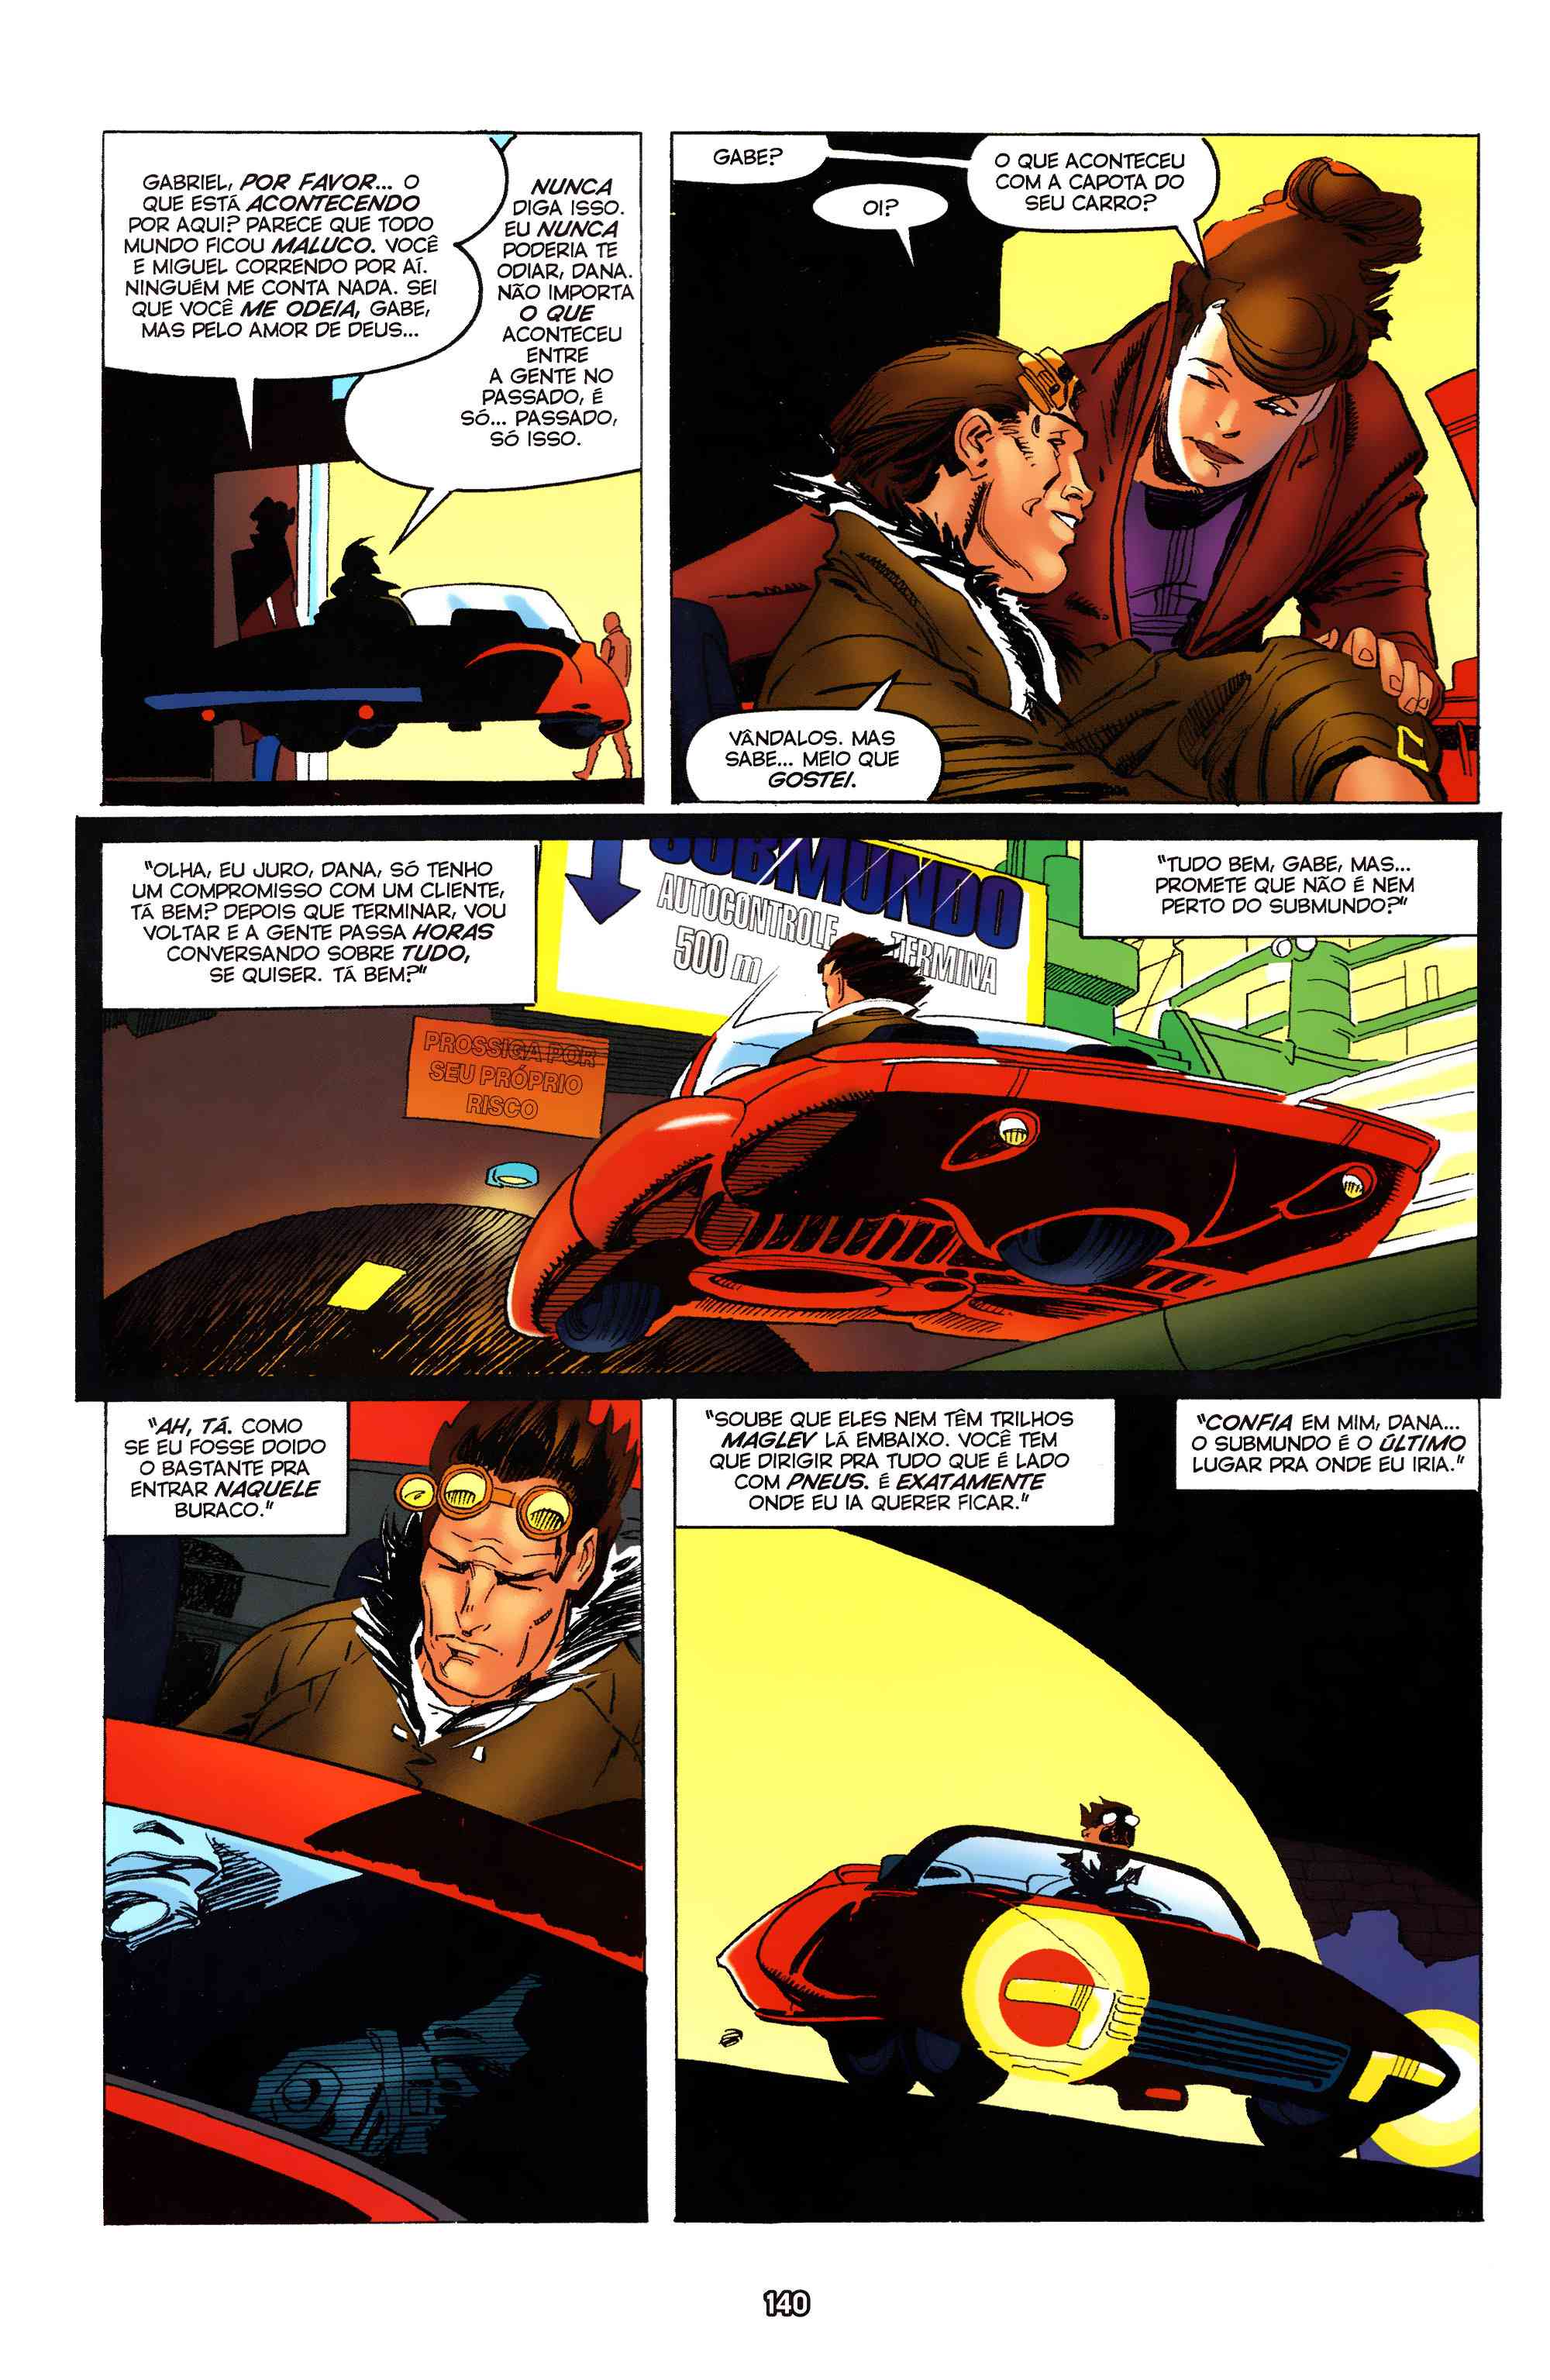 GABRIEL, POR FAVOR... O
QUE ESTÁ ACONTECENDO
POR AQUI? PARECE QUE TODO
MUNDO FICOU MALUCO. VOCÊ
E MIGUEL CORRENDO POR AÍ.
NINGUÉM ME CONTA NADA. SEI
QUE VOCÊ ME ODEIA, GABE,
MAS PELO AMOR DE DEUS...
NUNCA
DIGA ISSO.
EU NUNCA
PODERIA TE
ODIAR, DANA.
NÃO IMPORTA
O QUE
ACONTECEU
ENTRE
A GENTE NO
PASSADO, É
SÓ... PASSADO,
SÓ ISSO.
GABE?
OI?
O QUE ACONTECEU
COM A CAPOTA DO
SEU CARRO?
VÂNDALOS. MAS
SABE... MEIO QUE
GOSTEI.
"OLHA, EU JURO, DANA, SÓ TENHO
UM COMPROMISSO COM UM CLIENTE,
TÁ BEM? DEPOIS QUE TERMINAR, VOU
VOLTAR E A GENTE PASSA HORAS
CONVERSANDO SOBRE TUDO,
SE QUISER. TÁ BEM?"
SUBMUNDO
AUTOCONTROLE TERMINA
500 m
PROSSIGA POR
SEU PRÓPRIO
RISCO
"TUDO BEM, GABE, MAS...
PROMETE QUE NÃO É NEM
PERTO DO SUBMUNDO?"
"AH, TÁ. COMO
SE EU FOSSE DOIDO
O BASTANTE PRA
ENTRAR NAQUELE
BURACO."
"SOUBE QUE ELES NEM TÊM TRILHOS
MAGLEV LÁ EMBAIXO. VOCÊ TEM
QUE DIRIGIR PRA TUDO QUE É LADO
COM PNEUS. É EXATAMENTE
ONDE EU IA QUERER FICAR."
"CONFIA EM MIM, DANA...
O SUBMUNDO É O ÚLTIMO
LUGAR PRA ONDE EU IRIA."
140